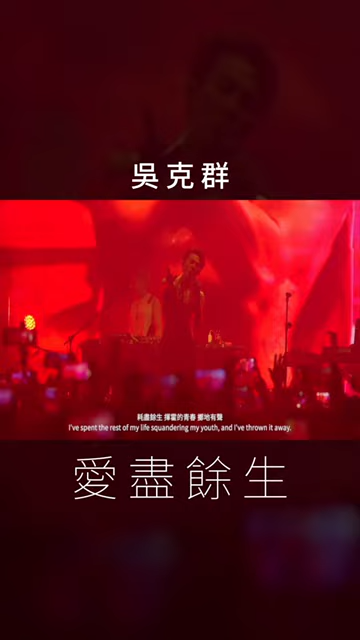 吳克群
耗盡餘生 揮霍的青春 擲地有聲
I've spent the rest of my life squandering my youth, and I've thrown it away.
愛盡餘生